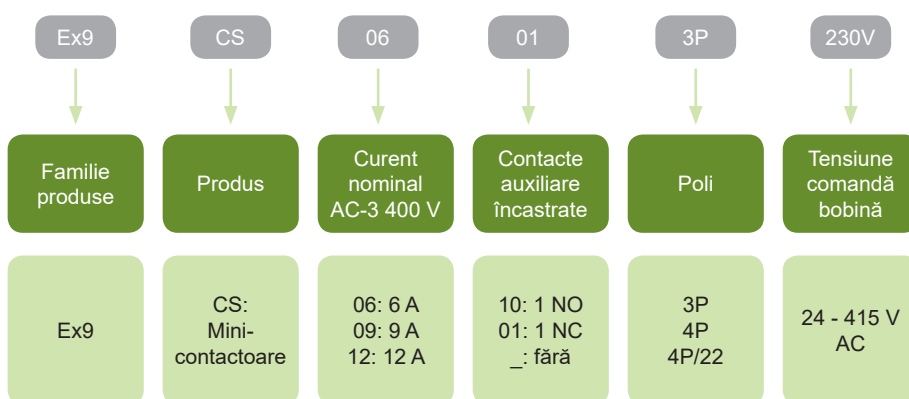 Ex9
CS
06
01
3P
230V
Familie
produse
Produs
Curent
nominal
AC-3 400 V
Contacte
auxiliare
încastrate
Poli
Tensiune
comandă
bobină
Ex9
CS:
Mini-
contactoare
06: 6 A
09: 9 A
12: 12 A
10: 1 NO
01: 1 NC
_: fără
3P
4P
4P/22
24 - 415 V
AC